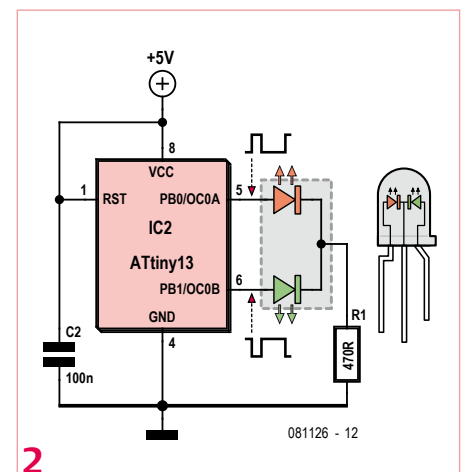 +5V
8
VCC
1
RST
PB0/OC0A
5
IC2
ATtiny13
PB1/OC0B
6
GND
4
C2
100n
R1
470R
081126 - 12
2